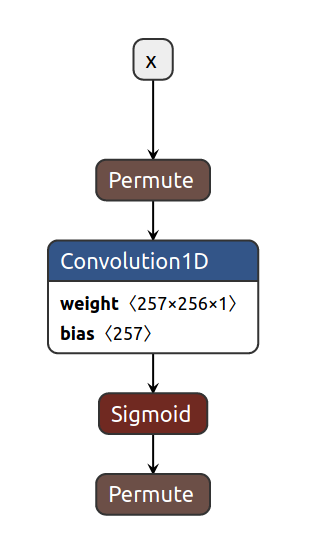 x
Permute
Convolution1D
weight〈257×256×1〉
bias〈257〉
Sigmoid
Permute